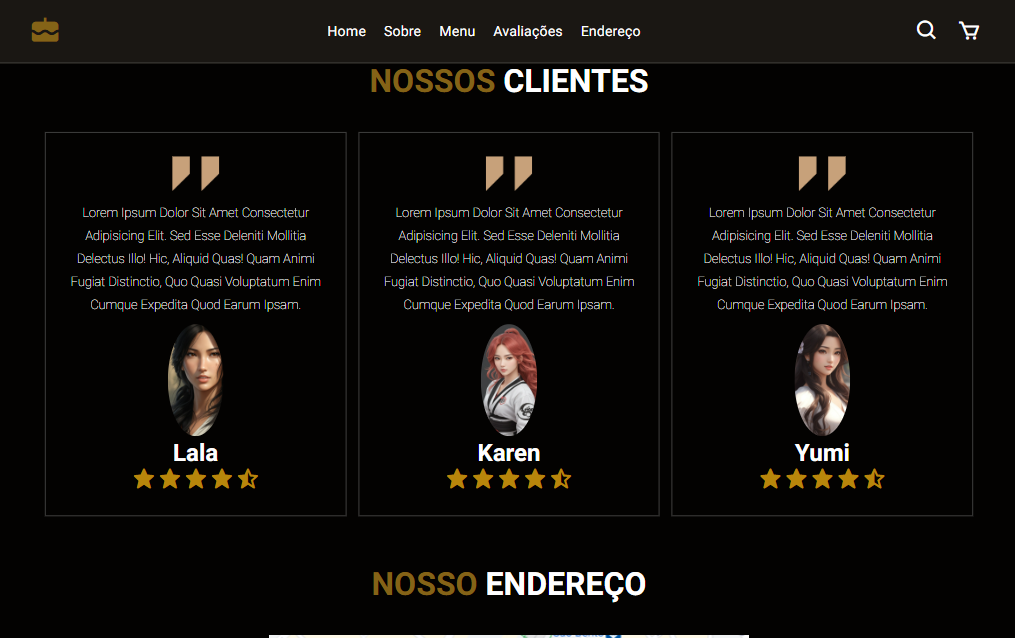 Home Sobre Menu Avaliações Endereço
NOSSOS CLIENTES
Lorem Ipsum Dolor Sit Amet Consectetur
Adipisicing Elit. Sed Esse Deleniti Mollitia
Delectus Illo! Hic, Aliquid Quas! Quam Animi
Fugiat Distinctio, Quo Quasi Voluptatum Enim
Cumque Expedita Quod Earum Ipsam.
Lala
Lorem Ipsum Dolor Sit Amet Consectetur
Adipisicing Elit. Sed Esse Deleniti Mollitia
Delectus Illo! Hic, Aliquid Quas! Quam Animi
Fugiat Distinctio, Quo Quasi Voluptatum Enim
Cumque Expedita Quod Earum Ipsam.
Karen
Lorem Ipsum Dolor Sit Amet Consectetur
Adipisicing Elit. Sed Esse Deleniti Mollitia
Delectus Illo! Hic, Aliquid Quas! Quam Animi
Fugiat Distinctio, Quo Quasi Voluptatum Enim
Cumque Expedita Quod Earum Ipsam.
Yumi
NOSSO ENDEREÇO